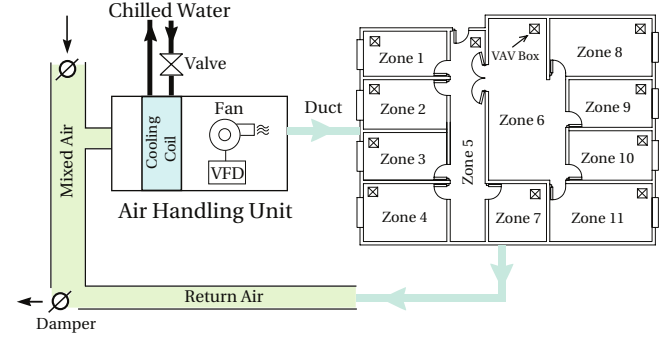 Chilled Water
Valve
Mixed Air
Cooling
Coil
Fan
VFD
Air Handling Unit
Duct
Zone 1
Zone 2
Zone 3
Zone 4
Zone 5
VAV Box
Zone 6
Zone 7
Zone 8
Zone 9
Zone 10
Zone 11
Return Air
Damper